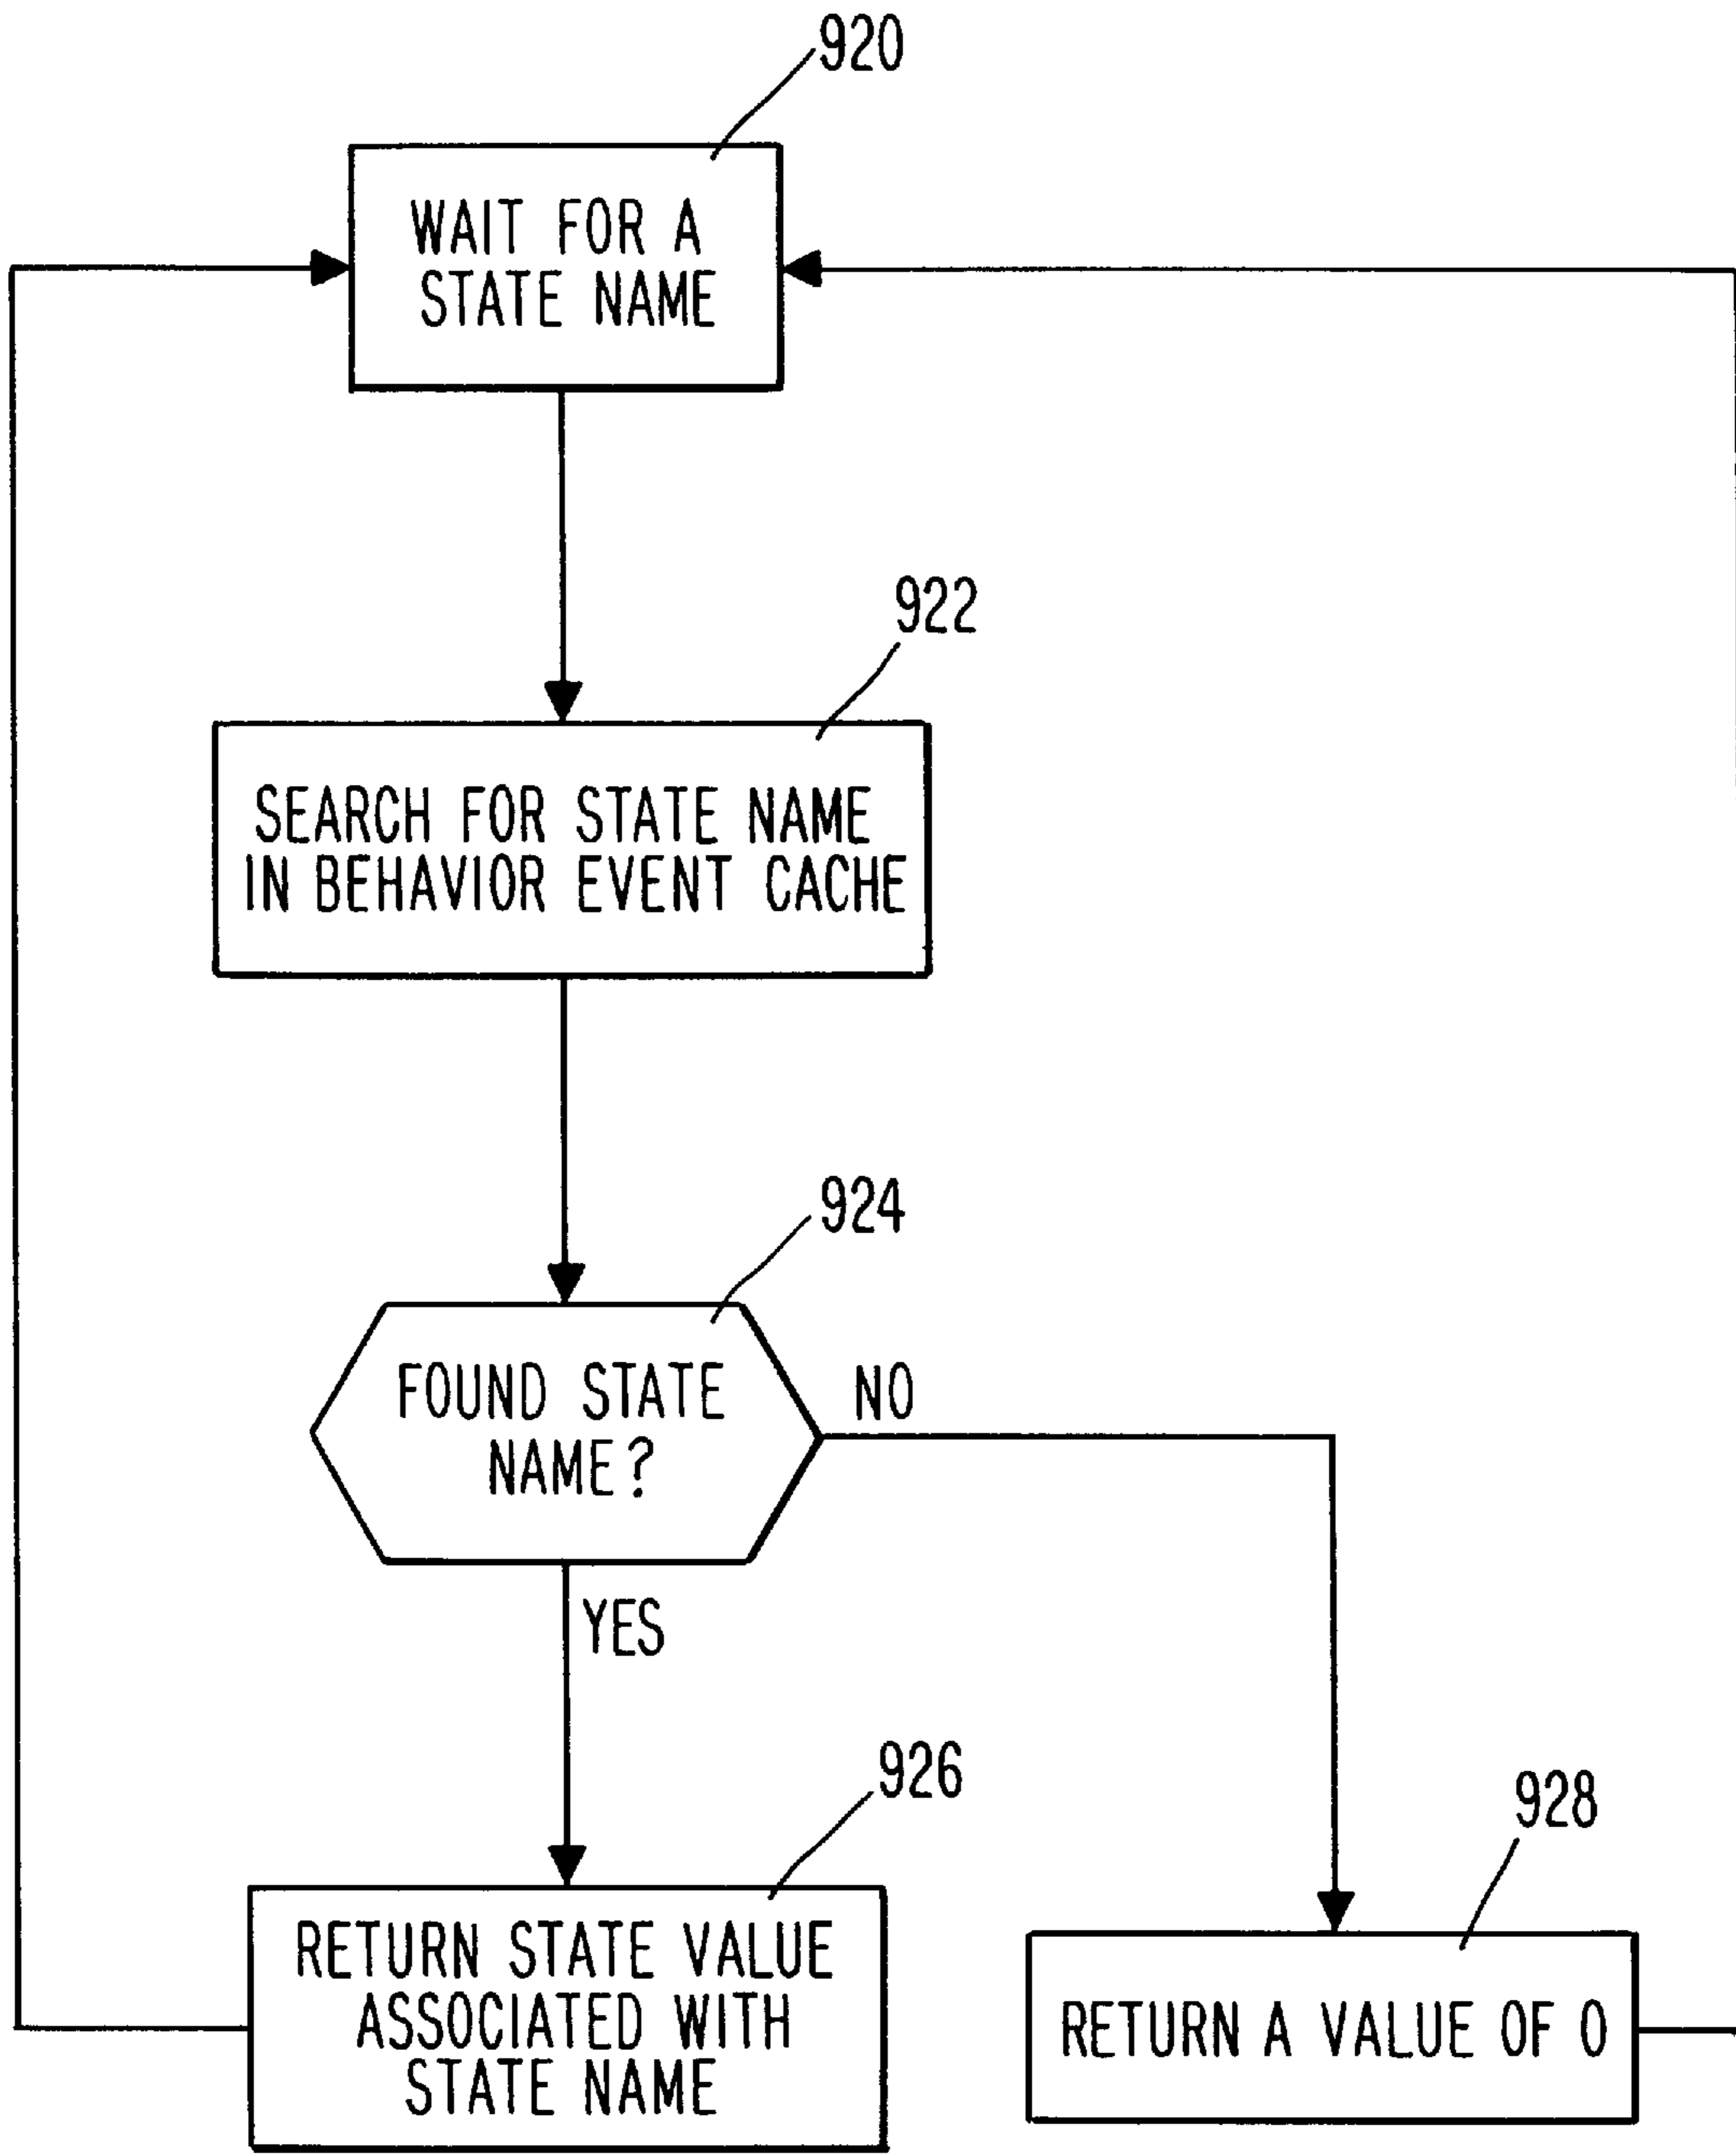 920
WAIT FOR A
STATE NAME
922
SEARCH FOR STATE NAME
IN BEHAVIOR EVENT CACHE
924
FOUND STATE
NAME?
NO
YES
926
RETURN STATE VALUE
ASSOCIATED WITH
STATE NAME
928
RETURN A VALUE OF 0